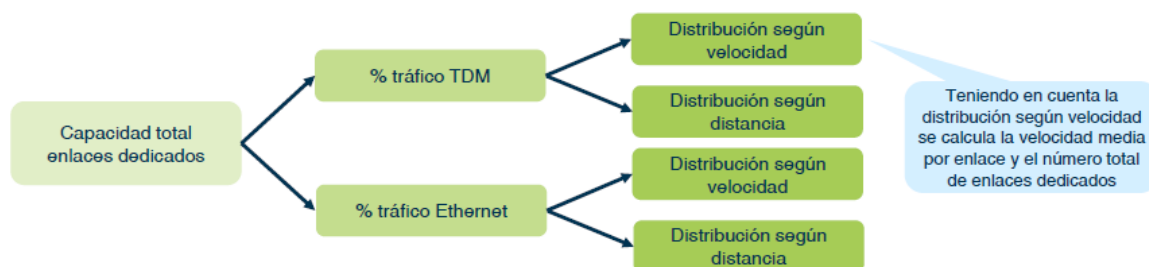 Distribución según
velocidad
% tráfico TDM
Distribución según
distancia
Capacidad total
enlaces dedicados
Distribución según
velocidad
% tráfico Ethernet
Distribución según
distancia
Teniendo en cuenta la
distribución según velocidad
se calcula la velocidad media
por enlace y el número total
de enlaces dedicados